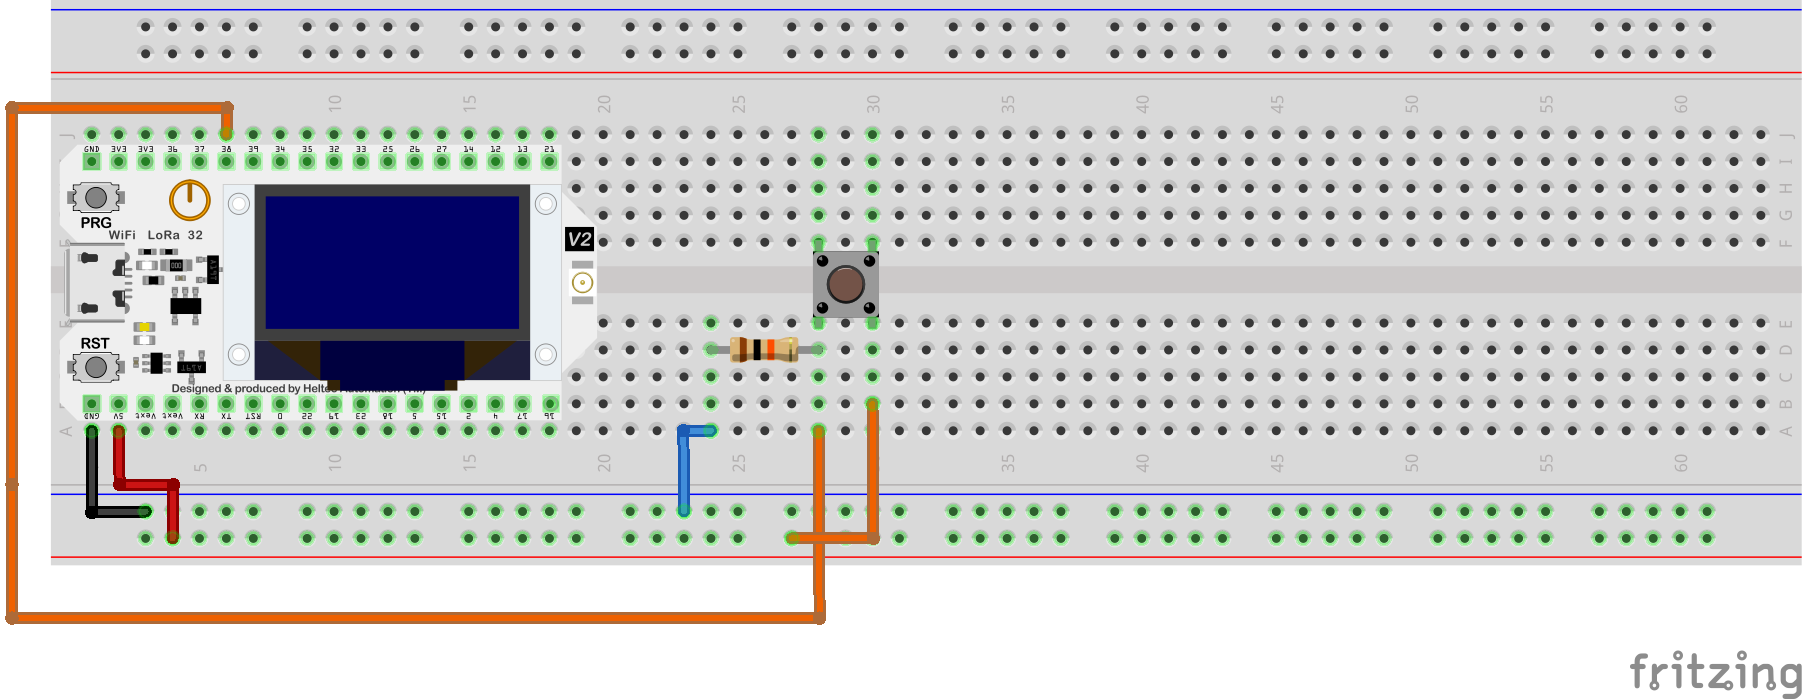 10 15 20 25 30 35 40 45 50 55 60
J J
GND 3V3 3V3 36 37 38 39 34 35 32 33 25 26 27 14 12 13 21
I
H
PRG
G
WiFi LoRa 32
V2
F
E
RST
D
C
Designed & produced by Heltec Automation (TM)
B
GND 5V Vext Vext RX TX RST 0 22 19 23 18 5 15 2 4 17 16
A A
5 10 15 20 25 35 40 45 50 55 60
fritzing